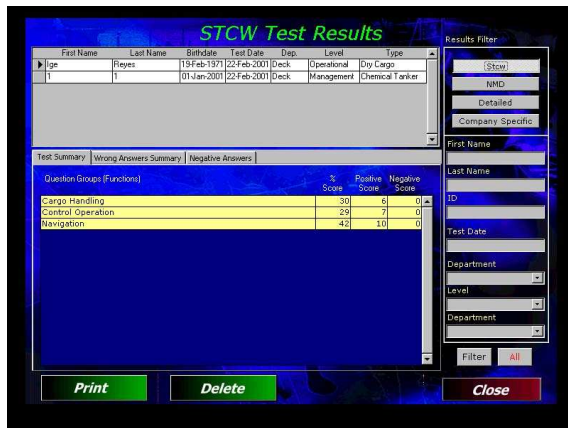 STCW Test Results
First Name Last Name Birthdate Test Date Dep. Level Type
Ige Reyes 19-Feb-1971 22-Feb-2001 Deck Operational Dry Cargo
1 1 01-Jan-2001 22-Feb-2001 Deck Management Chemical Tanker
Test Summary Wrong Answers Summary Negative Answers
Question Groups (Functions) % Score Positive Score Negative Score
Cargo Handling 30 6 0
Control Operation 29 7 0
Navigation 42 10 0
Print Delete
Results Filter
Stcw
NMD
Detailed
Company Specific
First Name
Last Name
ID
Test Date
Department
Level
Department
Filter All
Close